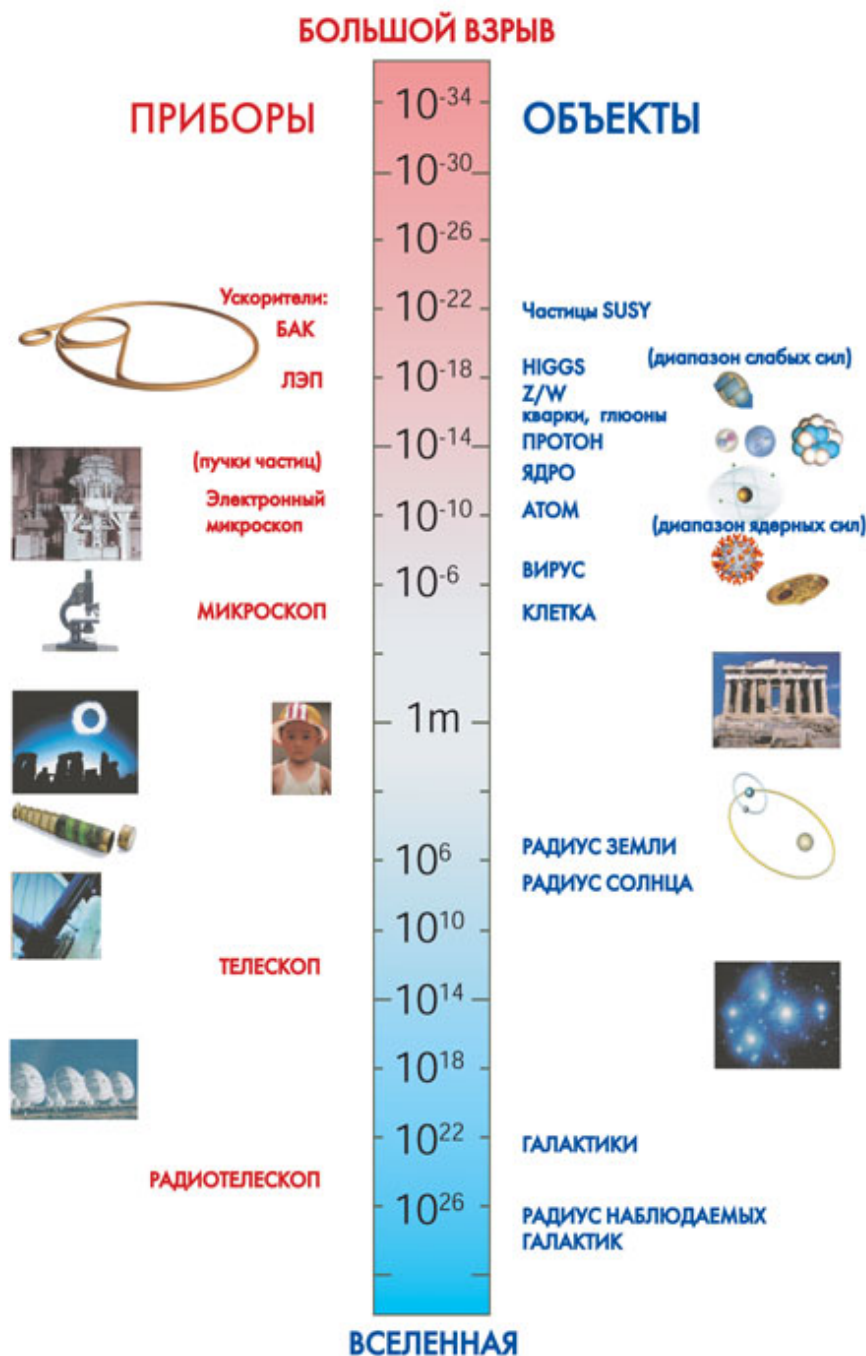 БОЛЬШОЙ ВЗРЫВ
ПРИБОРЫ
ОБЪЕКТЫ
10⁻³⁴
10⁻³⁰
10⁻²⁶
Ускорители:
10⁻²²
Частицы SUSY
БАК
ЛЭП
10⁻¹⁸
HIGGS
(диапазон слабых сил)
Z/W
кварки, глюоны
10⁻¹⁴
ПРОТОН
(пучки частиц)
ЯДРО
Электронный
микроскоп
10⁻¹⁰
АТОМ
(диапазон ядерных сил)
10⁻⁶
ВИРУС
МИКРОСКОП
КЛЕТКА
1m
10⁶
РАДИУС ЗЕМЛИ
РАДИУС СОЛНЦА
10¹⁰
ТЕЛЕСКОП
10¹⁴
10¹⁸
10²²
ГАЛАКТИКИ
РАДИОТЕЛЕСКОП
10²⁶
РАДИУС НАБЛЮДАЕМЫХ
ГАЛАКТИК
ВСЕЛЕННАЯ